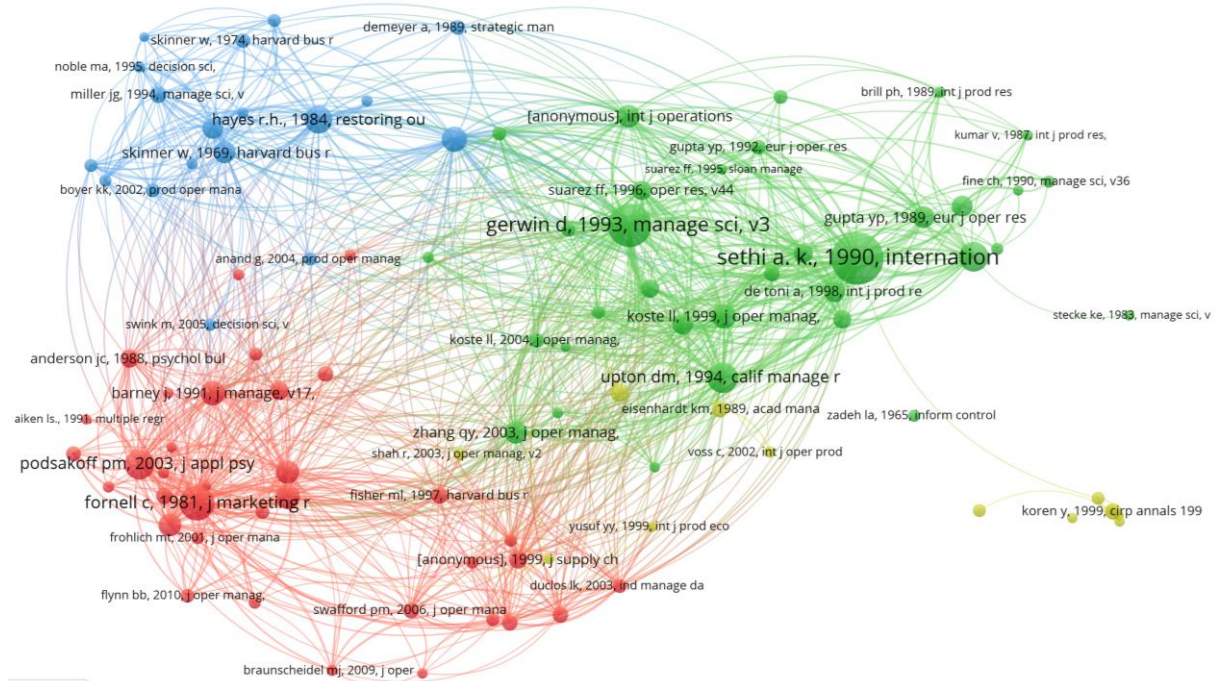 skinner w, 1974, harvard bus r
demeyer a, 1989, strategic man
noble ma, 1995, decision sci,
miller jg, 1994, manage sci, v
brill ph, 1989, int j prod res
hayes r.h., 1984, restoring ou
[anonymous], int j operations
kumar v, 1987, int j prod res,
skinner w, 1969, harvard bus r
gupta yp, 1992, eur j oper res
suarez ff, 1995, sloan manage
boyer kk, 2002, prod oper mana
suarez ff, 1996, oper res, v44
fine ch, 1990, manage sci, v36
gerwin d, 1993, manage sci, v3
gupta yp, 1989, eur j oper res
anand g, 2004, prod oper manag
sethi a. k., 1990, internation
de toni a, 1998, int j prod re
swink m, 2005, decision sci, v
koste ll, 1999, j oper manag,
stecke ke, 1983, manage sci, v
koste ll, 2004, j oper manag,
anderson jc, 1988, psychol bul
upton dm, 1994, calif manage r
barney j, 1991, j manage, v17,
eisenhardt km, 1989, acad mana
aiken ls., 1991, multiple regr
zadeh la, 1965, inform control
zhang qy, 2003, j oper manag,
shah r, 2003, j oper manag, v2
voss c, 2002, int j oper prod
podsakoff pm, 2003, j appl psy
fisher ml, 1997, harvard bus r
fornell c, 1981, j marketing r
koren y, 1999, cirp annals 199
yusuf yy, 1999, int j prod eco
frohlich mt, 2001, j oper mana
[anonymous], 1999, j supply ch
duclos lk, 2003, ind manage da
flynn bb, 2010, j oper manag,
swafford pm, 2006, j oper mana
braunscheidel mj, 2009, j oper